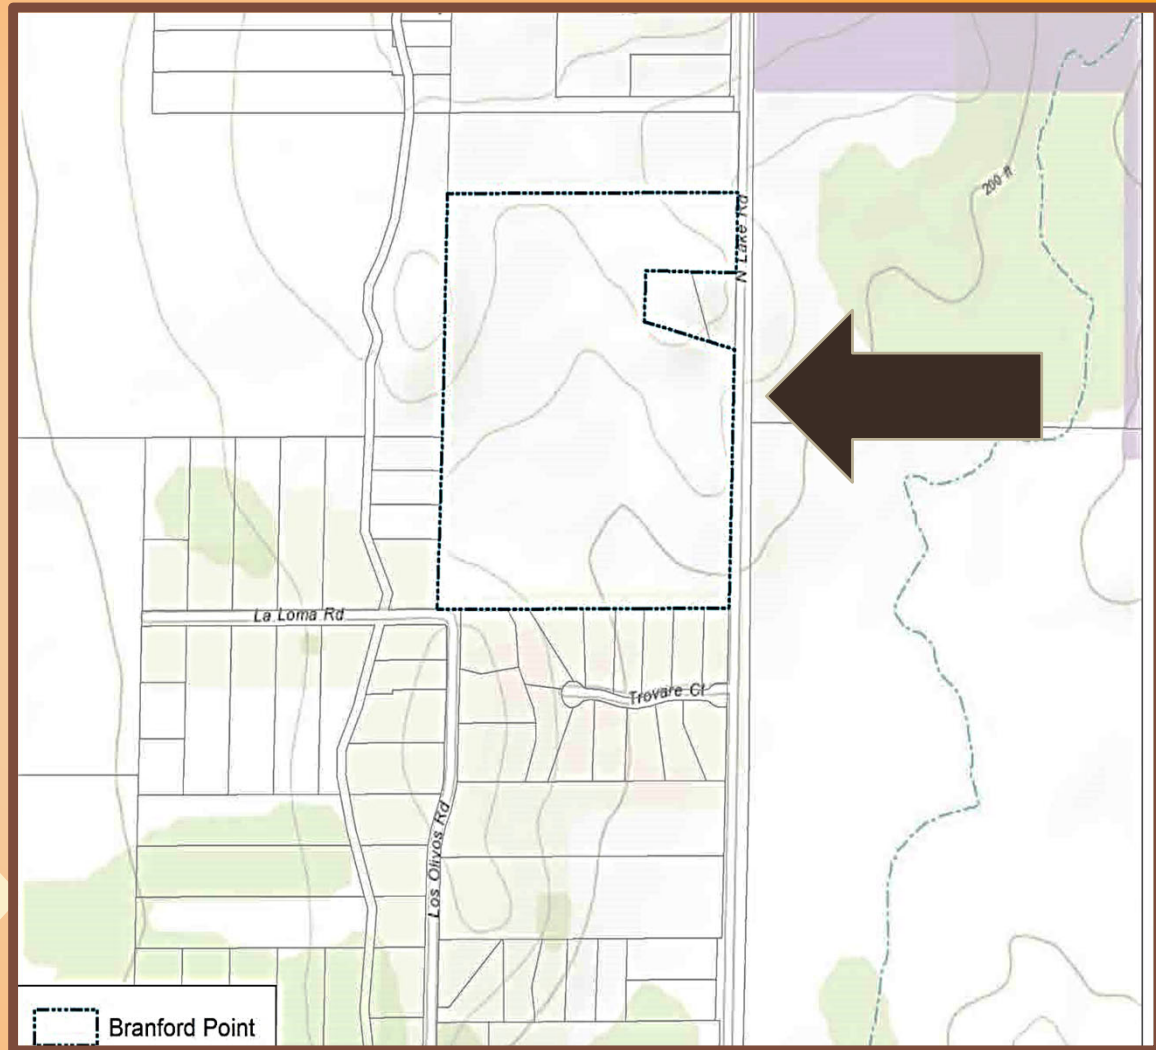 200 ft
N Lake Rd
La Loma Rd
Trovare Ct
Los Olivos Rd
Branford Point